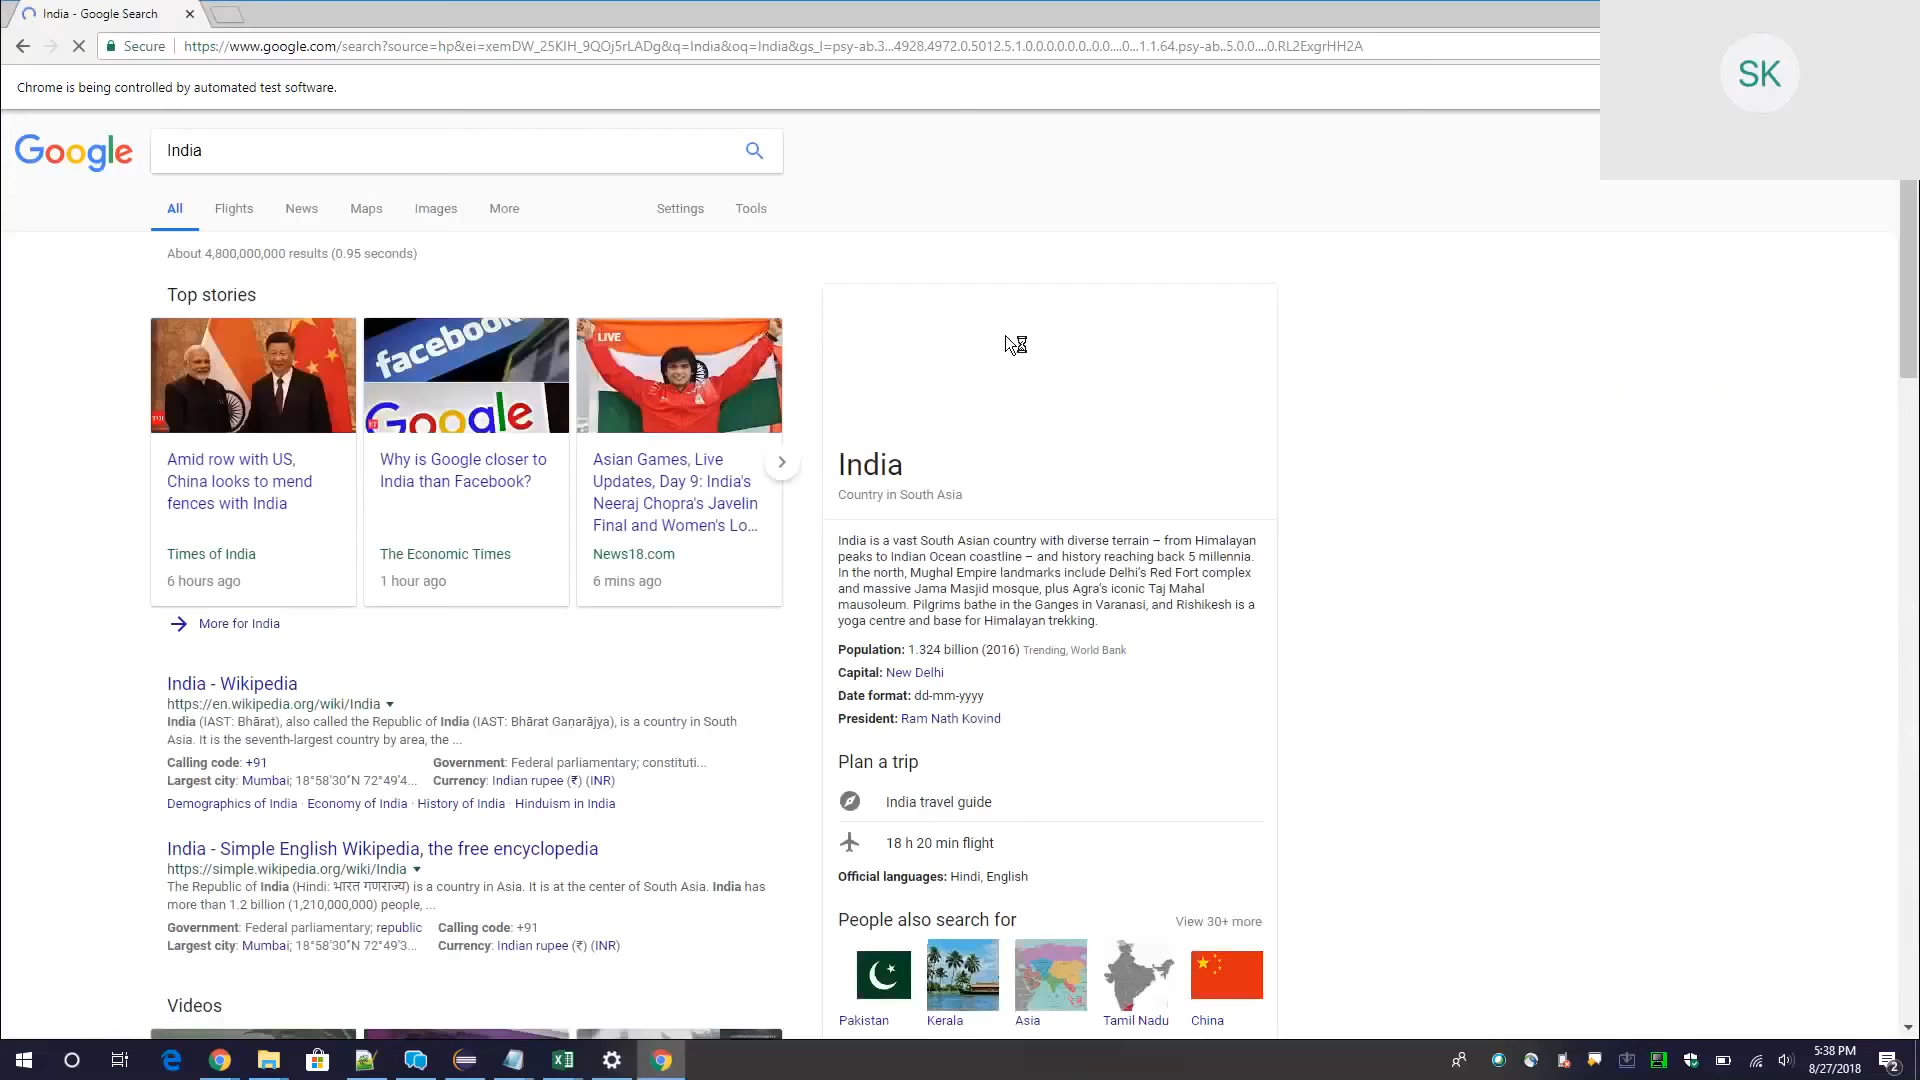 India - Google Search
Secure https://www.google.com/search?source=hp&ei=xemDW_25KIH_9QOj5rLADg&q=India&oq=India&gs_l=psy-ab.3...4928.4972.0.5012.5.1.0.0.0.0.0.0..0.0....0...1.1.64.psy-ab..5.0.0....0.RL2ExgrHH2A
SK
Chrome is being controlled by automated test software.
Google
India
All Flights News Maps Images More Settings Tools
About 4,800,000,000 results (0.95 seconds)
Top stories
facebook
Google
LIVE
Amid row with US,
China looks to mend
fences with India
Times of India
6 hours ago
Why is Google closer to
India than Facebook?
The Economic Times
1 hour ago
Asian Games, Live
Updates, Day 9: India's
Neeraj Chopra's Javelin
Final and Women's Lo...
News18.com
6 mins ago
More for India
India - Wikipedia
https://en.wikipedia.org/wiki/India
India (IAST: Bhārat), also called the Republic of India (IAST: Bhārat Gaṇarājya), is a country in South
Asia. It is the seventh-largest country by area, the ...
Calling code: +91 Government: Federal parliamentary; constituti...
Largest city: Mumbai; 18°58′30″N 72°49′4... Currency: Indian rupee (₹) (INR)
Demographics of India · Economy of India · History of India · Hinduism in India
India - Simple English Wikipedia, the free encyclopedia
https://simple.wikipedia.org/wiki/India
The Republic of India (Hindi: भारत गणराज्य) is a country in Asia. It is at the center of South Asia. India has
more than 1.2 billion (1,210,000,000) people, ...
Government: Federal parliamentary; republic Calling code: +91
Largest city: Mumbai; 18°58′30″N 72°49′3... Currency: Indian rupee (₹) (INR)
Videos
India
Country in South Asia
India is a vast South Asian country with diverse terrain – from Himalayan
peaks to Indian Ocean coastline – and history reaching back 5 millennia.
In the north, Mughal Empire landmarks include Delhi's Red Fort complex
and massive Jama Masjid mosque, plus Agra's iconic Taj Mahal
mausoleum. Pilgrims bathe in the Ganges in Varanasi, and Rishikesh is a
yoga centre and base for Himalayan trekking.
Population: 1.324 billion (2016) Trending, World Bank
Capital: New Delhi
Date format: dd-mm-yyyy
President: Ram Nath Kovind
Plan a trip
India travel guide
18 h 20 min flight
Official languages: Hindi, English
People also search for View 30+ more
Pakistan Kerala Asia Tamil Nadu China
5:38 PM
8/27/2018
2